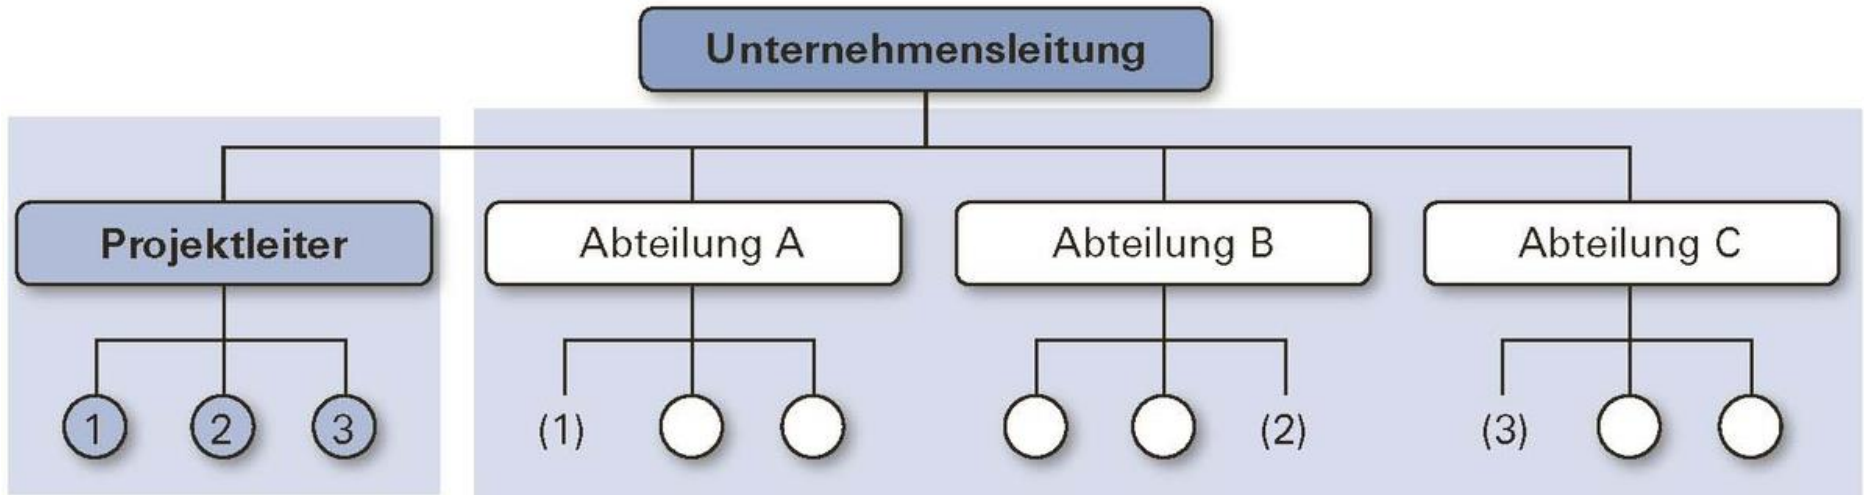 Unternehmensleitung
Projektleiter
Abteilung A
Abteilung B
Abteilung C
1
2
3
(1)
(2)
(3)